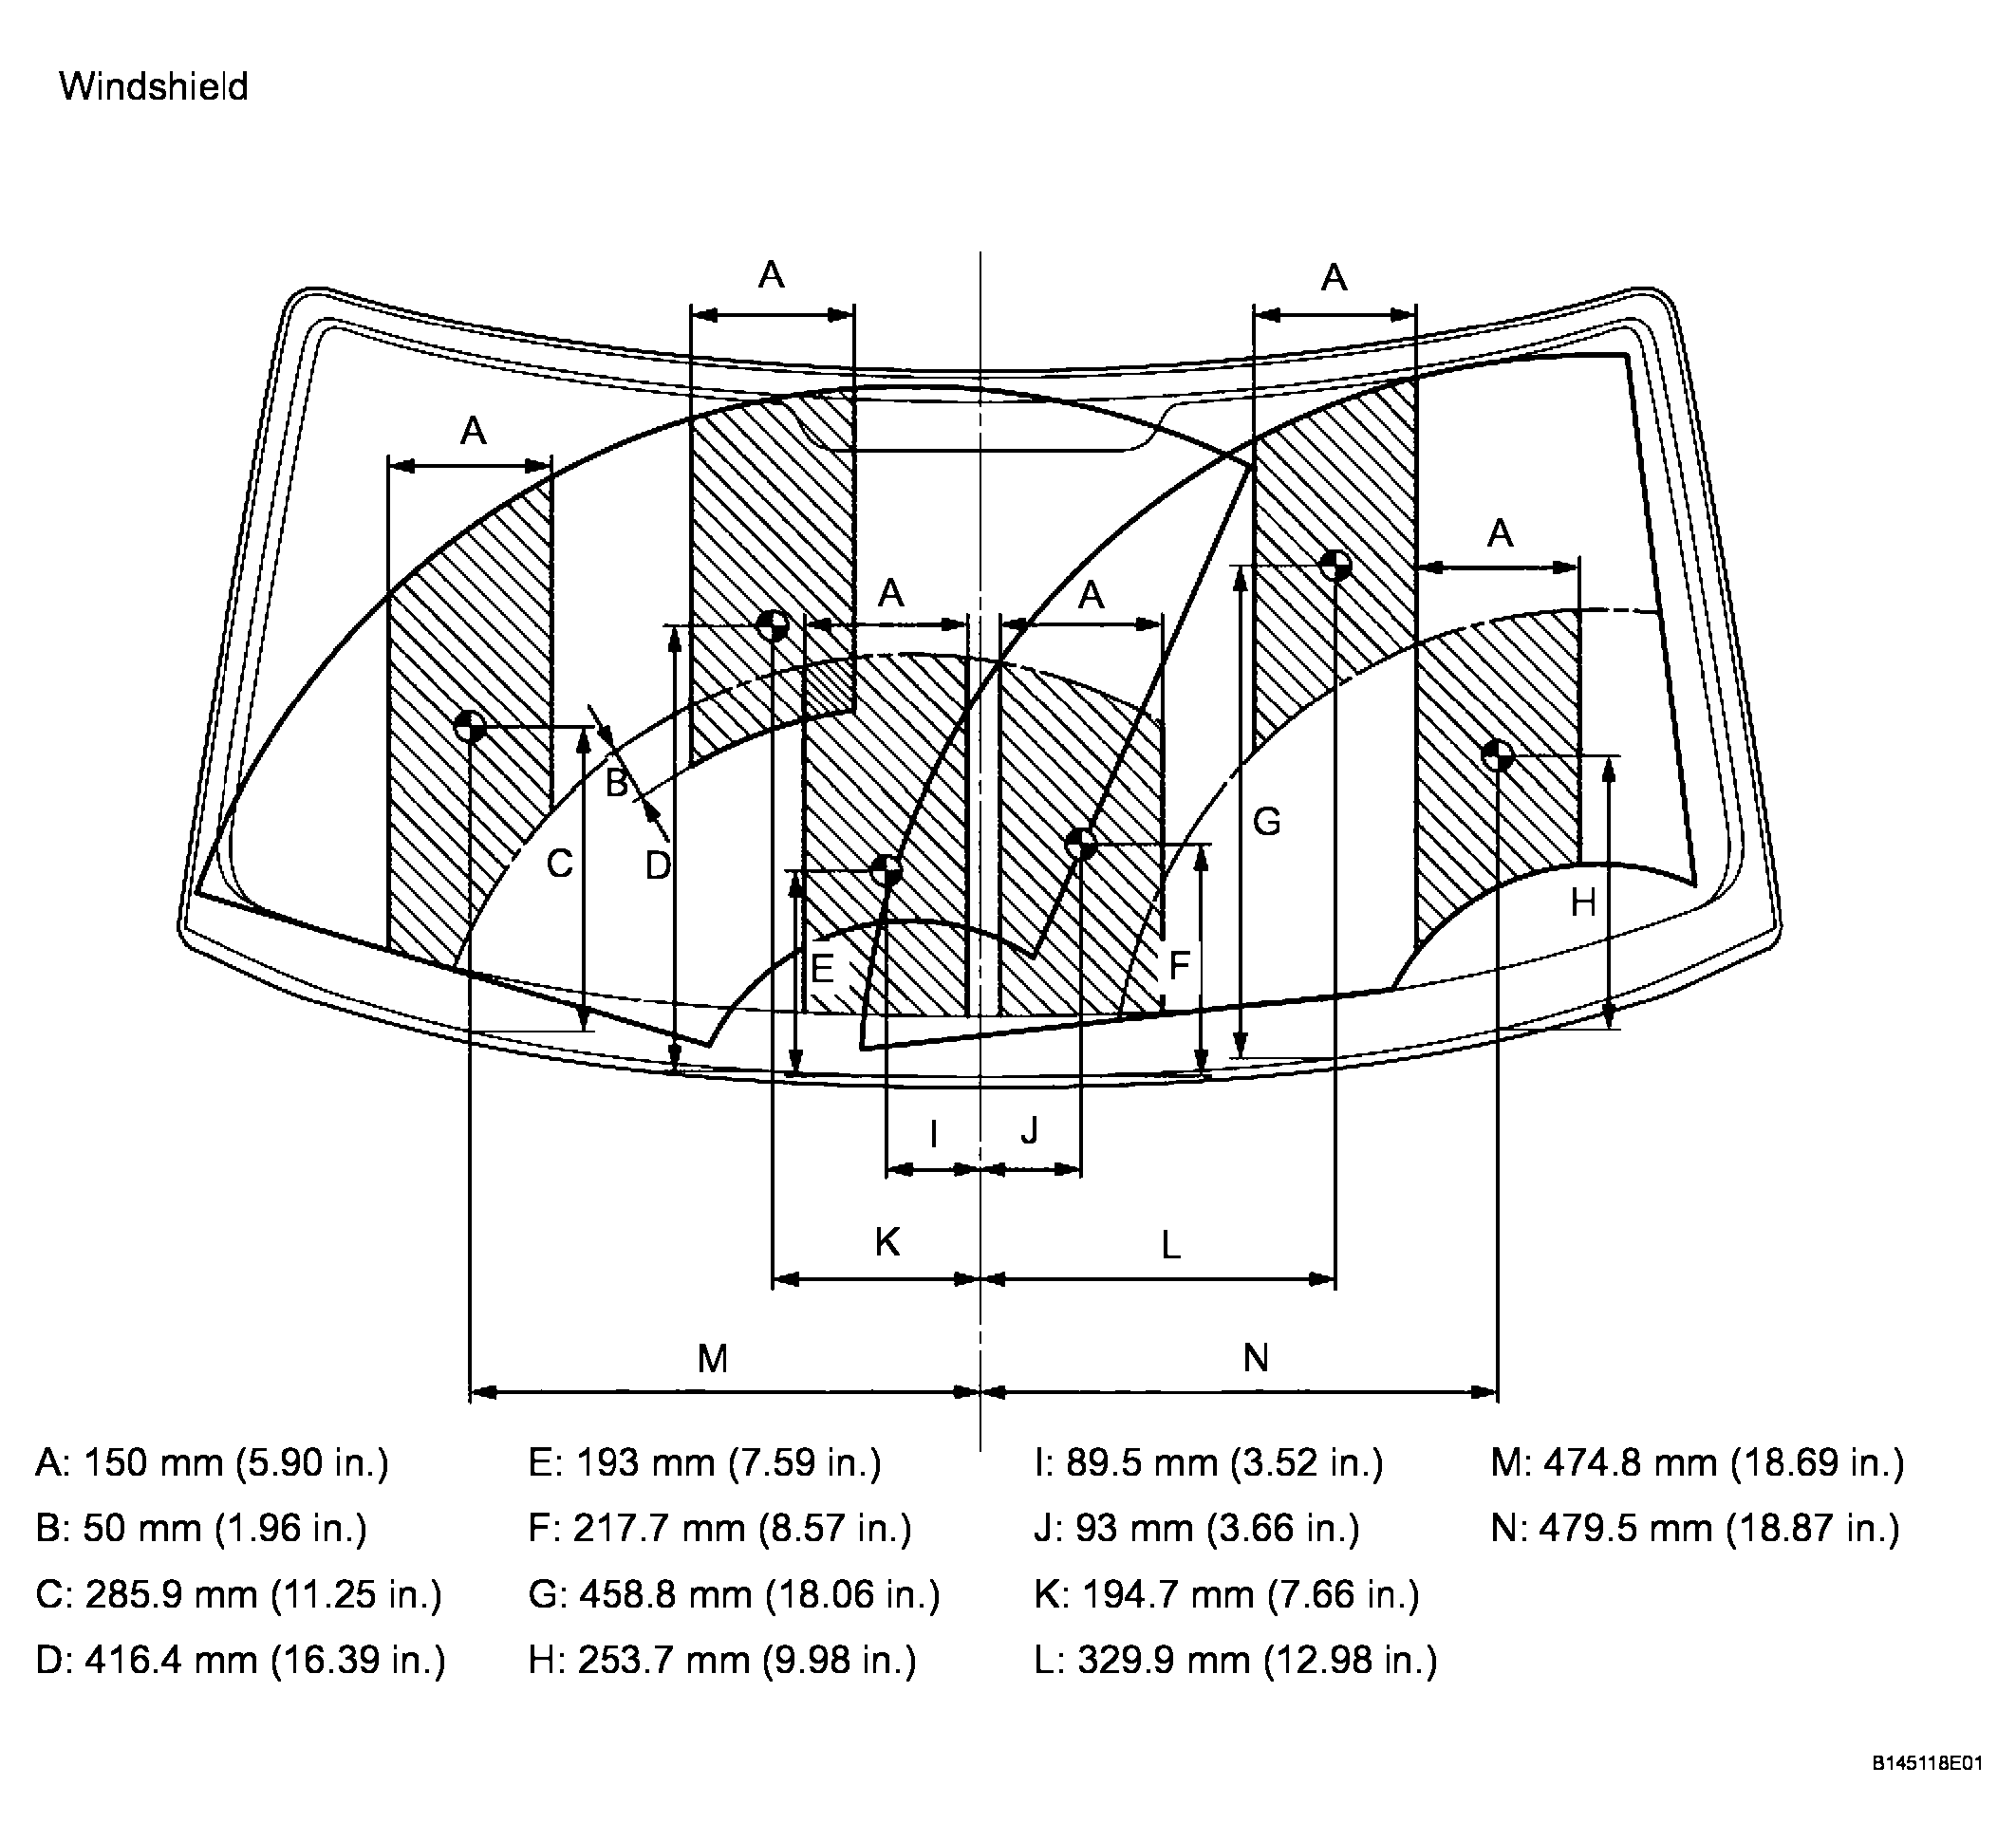 Windshield
A
A
A
A
A
A
B
G
C
D
H
E
F
I
J
K
L
M
N
A: 150 mm (5.90 in.)
E: 193 mm (7.59 in.)
I: 89.5 mm (3.52 in.)
M: 474.8 mm (18.69 in.)
B: 50 mm (1.96 in.)
F: 217.7 mm (8.57 in.)
J: 93 mm (3.66 in.)
N: 479.5 mm (18.87 in.)
C: 285.9 mm (11.25 in.)
G: 458.8 mm (18.06 in.)
K: 194.7 mm (7.66 in.)
D: 416.4 mm (16.39 in.)
H: 253.7 mm (9.98 in.)
L: 329.9 mm (12.98 in.)
B145118E01